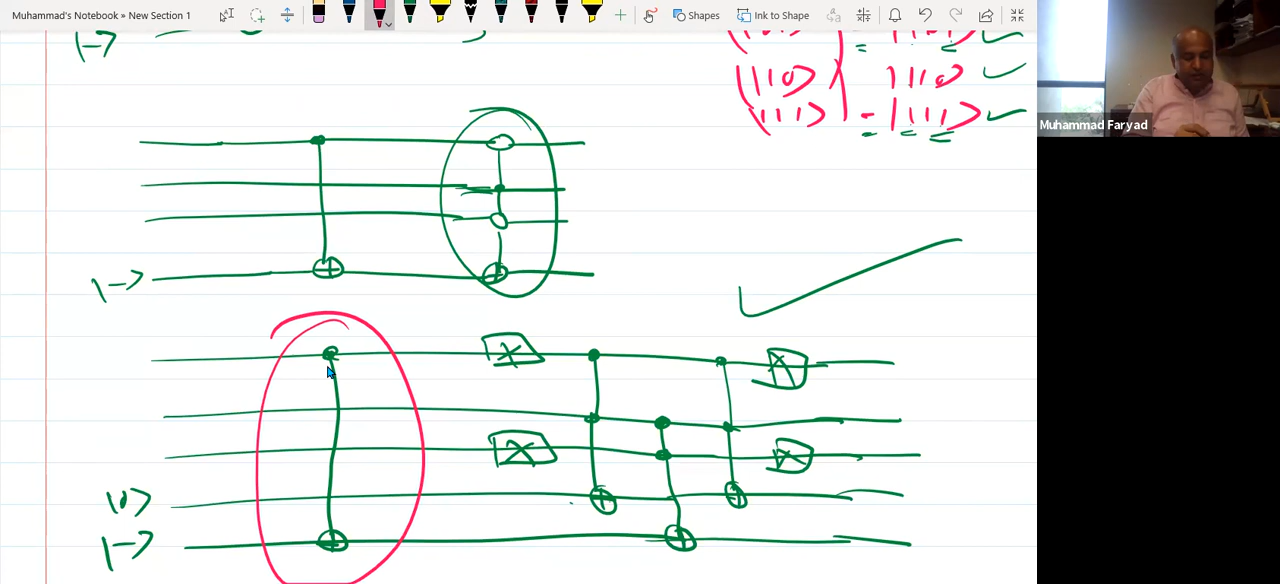 Muhammad's Notebook » New Section 1
Shapes
Ink to Shape
|->
|110> |110>
|111> = |111>
Muhammad Faryad
|->
X X
X X
|0>
|->